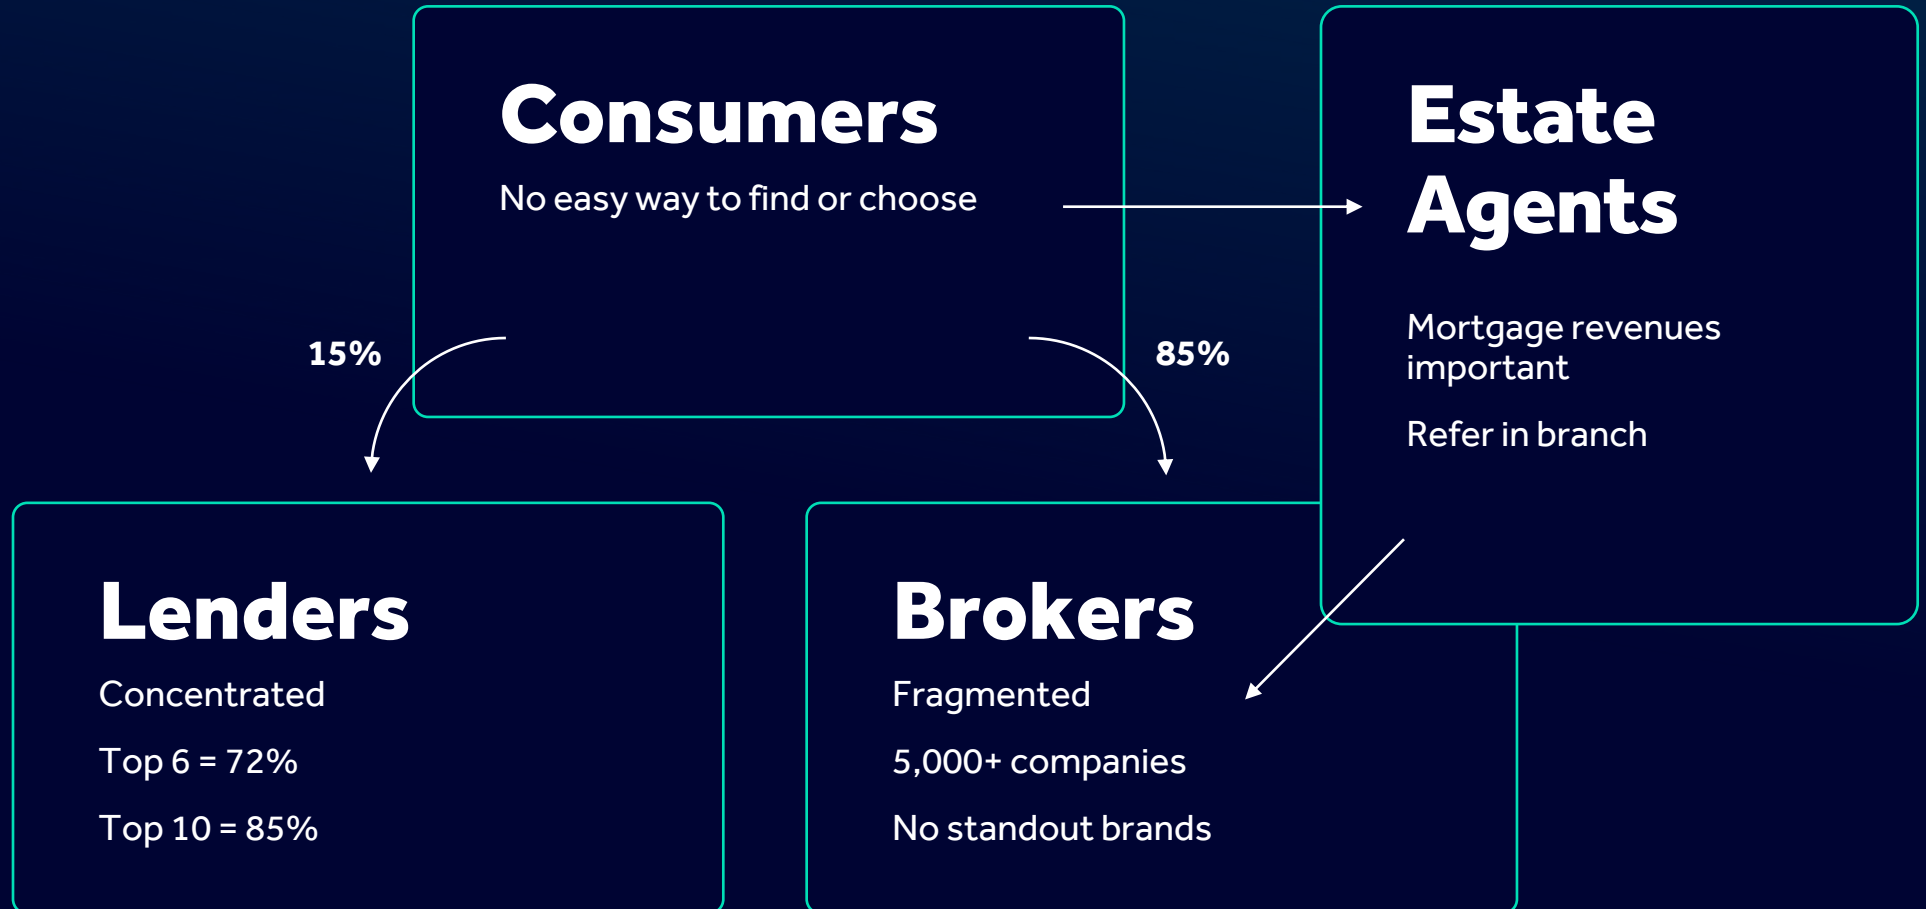 Consumers
No easy way to find or choose
Estate
Agents
Mortgage revenues
important
Refer in branch
15%
85%
Lenders
Concentrated
Top 6 = 72%
Top 10 = 85%
Brokers
Fragmented
5,000+ companies
No standout brands